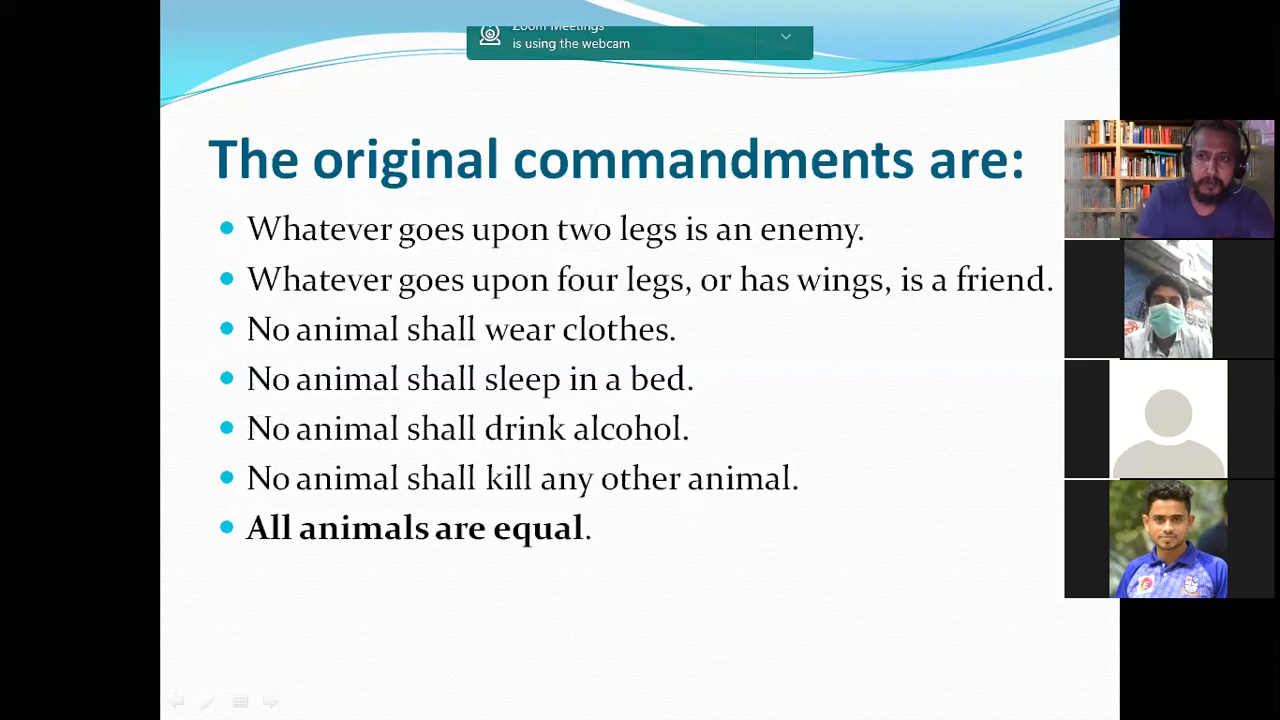 Zoom Meetings
is using the webcam
The original commandments are:
Whatever goes upon two legs is an enemy.
Whatever goes upon four legs, or has wings, is a friend.
No animal shall wear clothes.
No animal shall sleep in a bed.
No animal shall drink alcohol.
No animal shall kill any other animal.
All animals are equal.